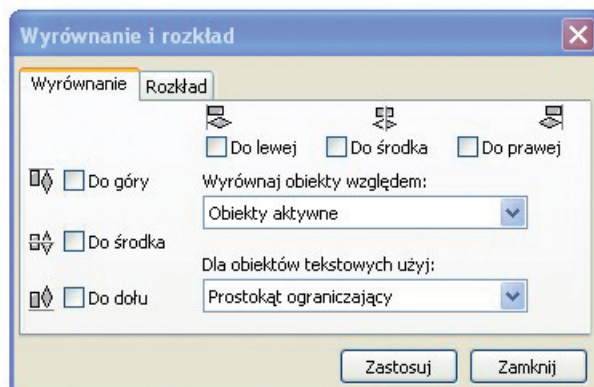 Wyrównanie i rozkład
Wyrównanie Rozkład
Do lewej Do środka Do prawej
Do góry
Wyrównaj obiekty względem:
Obiekty aktywne
Do środka
Dla obiektów tekstowych użyj:
Do dołu
Prostokąt ograniczający
Zastosuj Zamknij